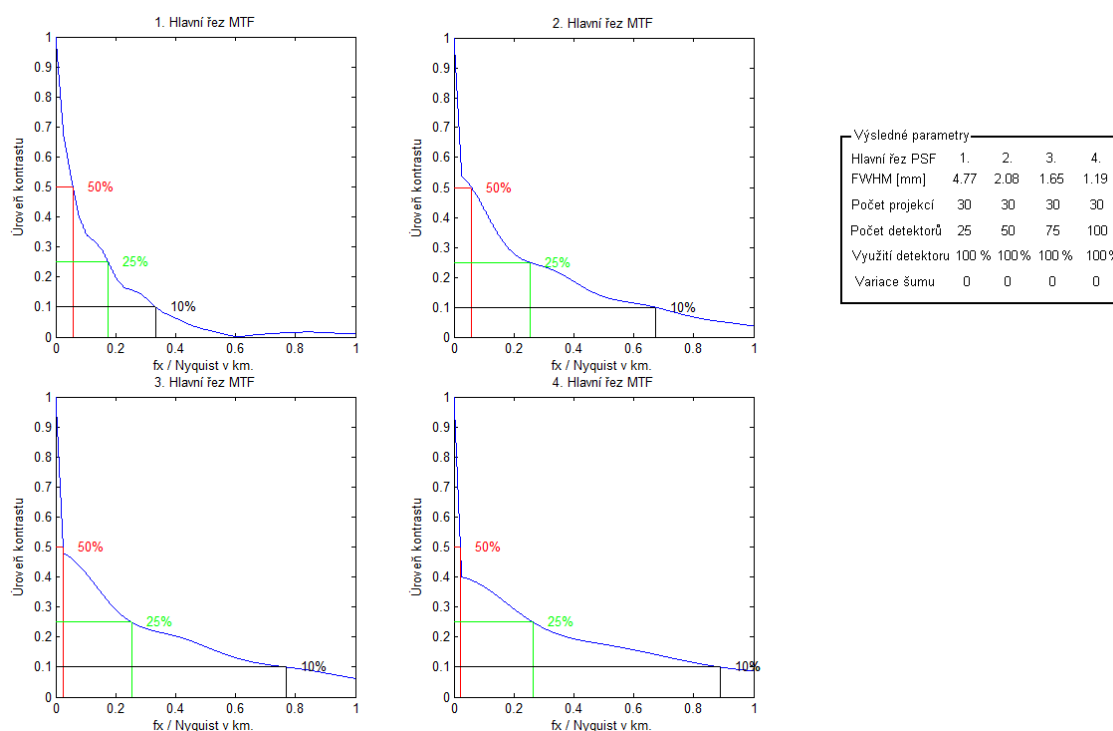 1. Hlavní řez MTF
1
0.9
0.8
0.7
0.6
0.5
0.4
0.3
0.2
0.1
0
Úroveň kontrastu
50%
25%
10%
0 0.2 0.4 0.6 0.8 1
fx / Nyquist v km.
2. Hlavní řez MTF
1
0.9
0.8
0.7
0.6
0.5
0.4
0.3
0.2
0.1
0
Úroveň kontrastu
50%
25%
10%
0 0.2 0.4 0.6 0.8 1
fx / Nyquist v km.
Výsledné parametry
Hlavní řez PSF 1. 2. 3. 4.
FWHM [mm] 4.77 2.08 1.65 1.19
Počet projekcí 30 30 30 30
Počet detektorů 25 50 75 100
Využití detektoru 100 % 100 % 100 % 100%
Variace šumu 0 0 0 0
3. Hlavní řez MTF
1
0.9
0.8
0.7
0.6
0.5
0.4
0.3
0.2
0.1
0
Úroveň kontrastu
50%
25%
10%
0 0.2 0.4 0.6 0.8 1
fx / Nyquist v km.
4. Hlavní řez MTF
1
0.9
0.8
0.7
0.6
0.5
0.4
0.3
0.2
0.1
0
Úroveň kontrastu
50%
25%
10%
0 0.2 0.4 0.6 0.8 1
fx / Nyquist v km.